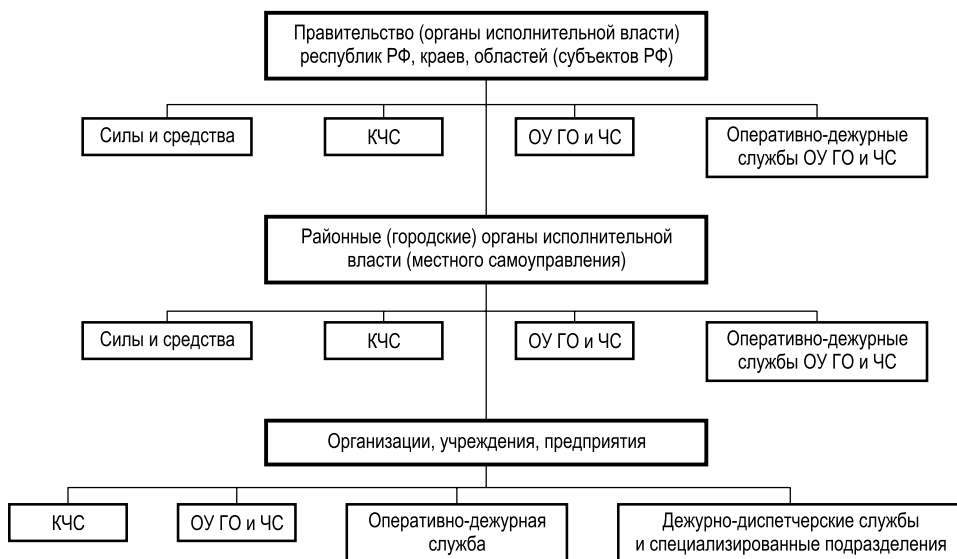 Правительство (органы исполнительной власти)
республик РФ, краев, областей (субъектов РФ)
Силы и средства
КЧС
ОУ ГО и ЧС
Оперативно-дежурные
службы ОУ ГО и ЧС
Районные (городские) органы исполнительной
власти (местного самоуправления)
Силы и средства
КЧС
ОУ ГО и ЧС
Оперативно-дежурные
службы ОУ ГО и ЧС
Организации, учреждения, предприятия
КЧС
ОУ ГО и ЧС
Оперативно-дежурная
служба
Дежурно-диспетчерские службы
и специализированные подразделения